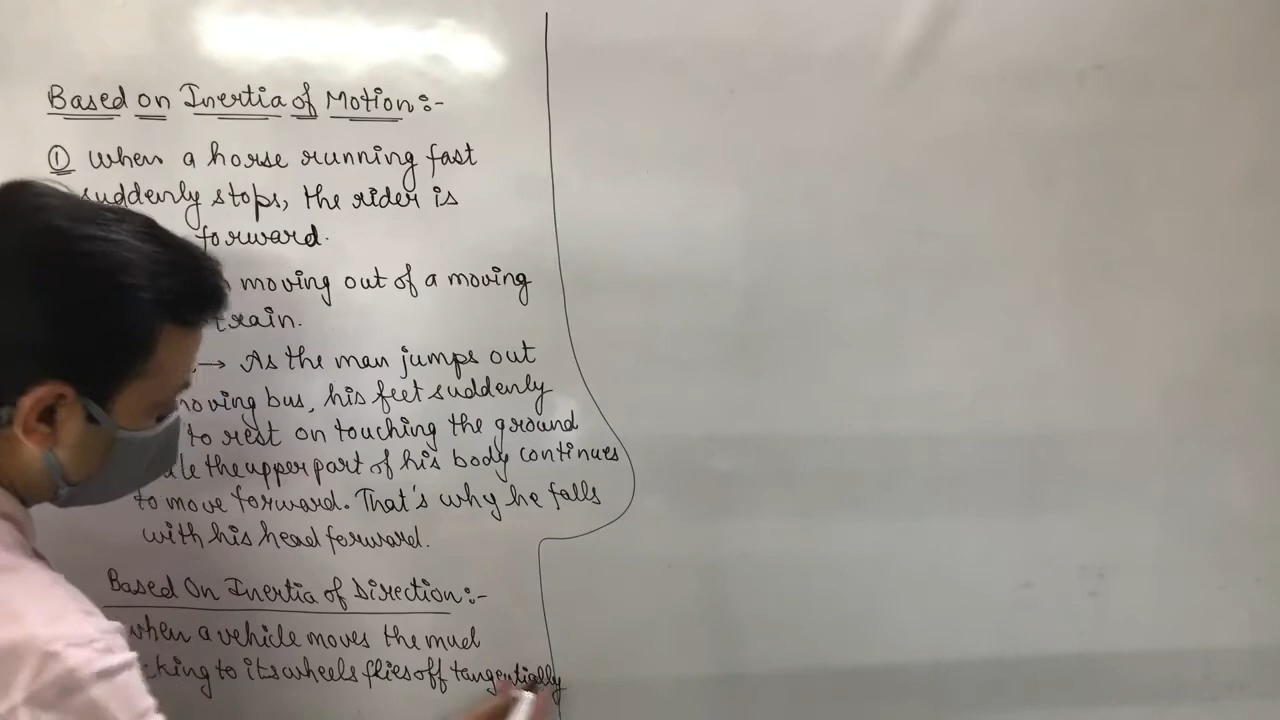 Based on Inertia of Motion:-
① when a horse running fast
suddenly stops, the rider is
forward.
moving out of a moving
train.
→ As the man jumps out
moving bus, his feet suddenly
to rest on touching the ground
the upper part of his body continues
to move forward. That's why he falls
with his head forward.
Based On Inertia of Direction:-
when a vehicle moves the mud
to its wheels flies off tangentially